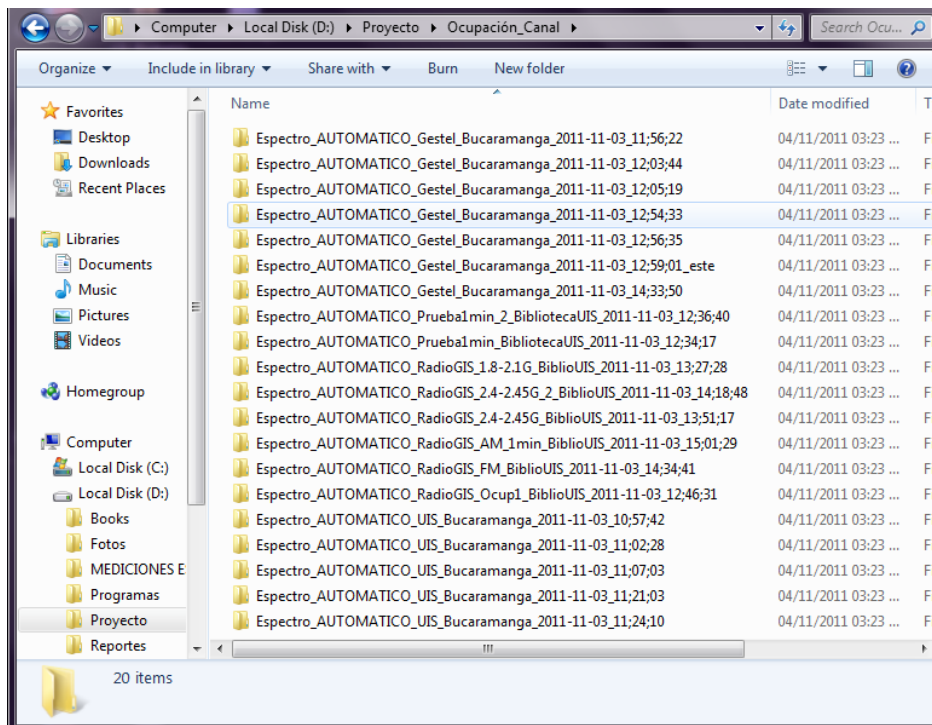 Computer Local Disk (D:) Proyecto Ocupación_Canal Search Ocu...
Organize Include in library Share with Burn New folder
Favorites
Desktop
Downloads
Recent Places
Libraries
Documents
Music
Pictures
Videos
Homegroup
Computer
Local Disk (C:)
Local Disk (D:)
Books
Fotos
MEDICIONES E
Programas
Proyecto
Reportes
Name Date modified T
Espectro_AUTOMATICO_Gestel_Bucaramanga_2011-11-03_11;56;22 04/11/2011 03:23 ... F
Espectro_AUTOMATICO_Gestel_Bucaramanga_2011-11-03_12;03;44 04/11/2011 03:23 ... F
Espectro_AUTOMATICO_Gestel_Bucaramanga_2011-11-03_12;05;19 04/11/2011 03:23 ... F
Espectro_AUTOMATICO_Gestel_Bucaramanga_2011-11-03_12;54;33 04/11/2011 03:23 ... F
Espectro_AUTOMATICO_Gestel_Bucaramanga_2011-11-03_12;56;35 04/11/2011 03:23 ... F
Espectro_AUTOMATICO_Gestel_Bucaramanga_2011-11-03_12;59;01_este 04/11/2011 03:23 ... F
Espectro_AUTOMATICO_Gestel_Bucaramanga_2011-11-03_14;33;50 04/11/2011 03:23 ... F
Espectro_AUTOMATICO_Prueba1min_2_BibliotecaUIS_2011-11-03_12;36;40 04/11/2011 03:23 ... F
Espectro_AUTOMATICO_Prueba1min_BibliotecaUIS_2011-11-03_12;34;17 04/11/2011 03:23 ... F
Espectro_AUTOMATICO_RadioGIS_1.8-2.1G_BiblioUIS_2011-11-03_13;27;28 04/11/2011 03:23 ... F
Espectro_AUTOMATICO_RadioGIS_2.4-2.45G_2_BiblioUIS_2011-11-03_14;18;48 04/11/2011 03:23 ... F
Espectro_AUTOMATICO_RadioGIS_2.4-2.45G_BiblioUIS_2011-11-03_13;51;17 04/11/2011 03:23 ... F
Espectro_AUTOMATICO_RadioGIS_AM_1min_BiblioUIS_2011-11-03_15;01;29 04/11/2011 03:23 ... F
Espectro_AUTOMATICO_RadioGIS_FM_BiblioUIS_2011-11-03_14;34;41 04/11/2011 03:23 ... F
Espectro_AUTOMATICO_RadioGIS_Ocup1_BiblioUIS_2011-11-03_12;46;31 04/11/2011 03:23 ... F
Espectro_AUTOMATICO_UIS_Bucaramanga_2011-11-03_10;57;42 04/11/2011 03:23 ... F
Espectro_AUTOMATICO_UIS_Bucaramanga_2011-11-03_11;02;28 04/11/2011 03:23 ... F
Espectro_AUTOMATICO_UIS_Bucaramanga_2011-11-03_11;07;03 04/11/2011 03:23 ... F
Espectro_AUTOMATICO_UIS_Bucaramanga_2011-11-03_11;21;03 04/11/2011 03:23 ... F
Espectro_AUTOMATICO_UIS_Bucaramanga_2011-11-03_11;24;10 04/11/2011 03:23 ... F
20 items